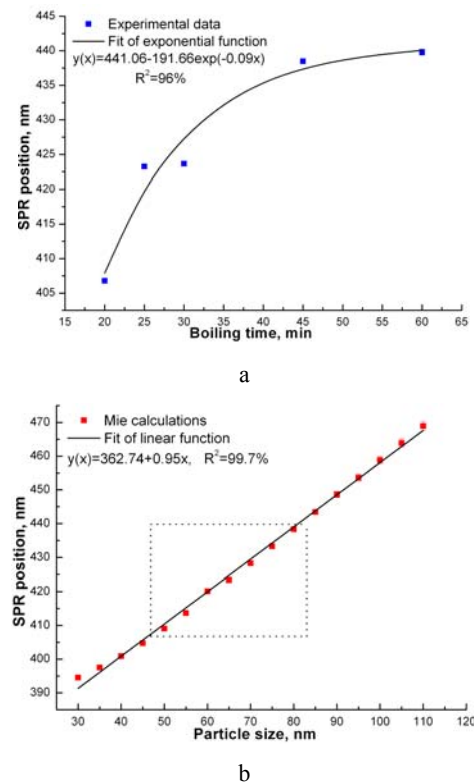 Experimental data
Fit of exponential function
y(x)=441.06-191.66exp(-0.09x)
R²=96%
440
435
430
425
420
415
410
405
SPR position, nm
15 20 25 30 35 40 45 50 55 60 65
Boiling time, min
a
Mie calculations
Fit of linear function
y(x)=362.74+0.95x, R²=99.7%
470
460
450
440
430
420
410
400
390
SPR position, nm
30 40 50 60 70 80 90 100 110 120
Particle size, nm
b